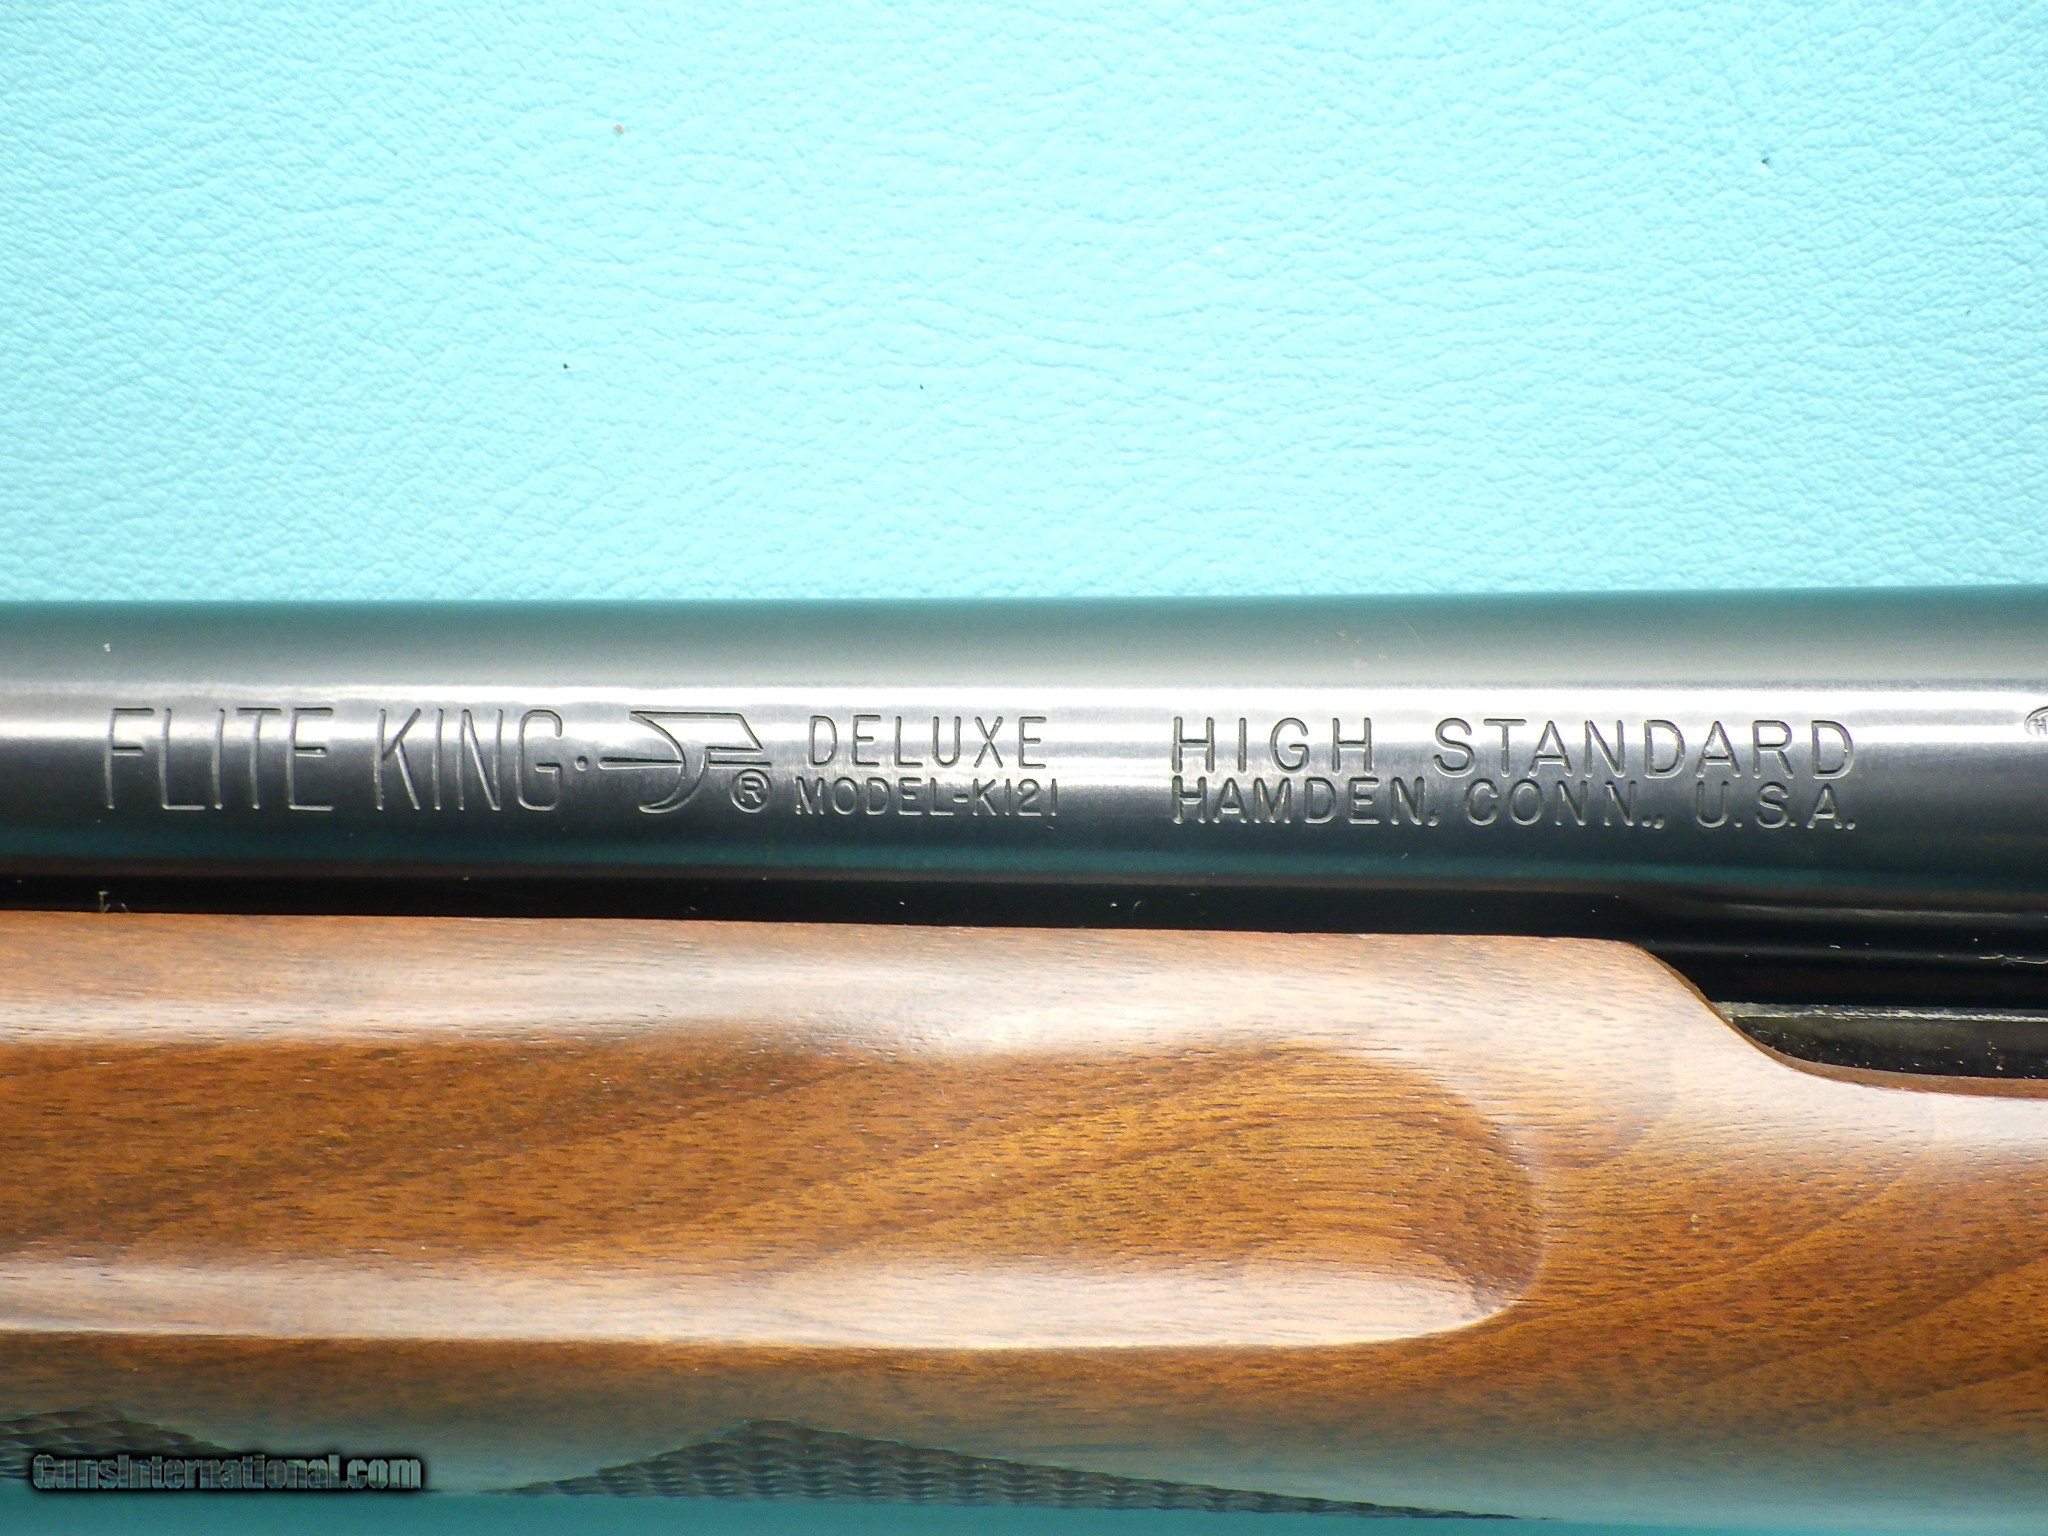 FLITE KING. ® DELUXE HIGH STANDARD
MODEL-K121 HAMDEN, CONN., U.S.A.
GunsInternational.com